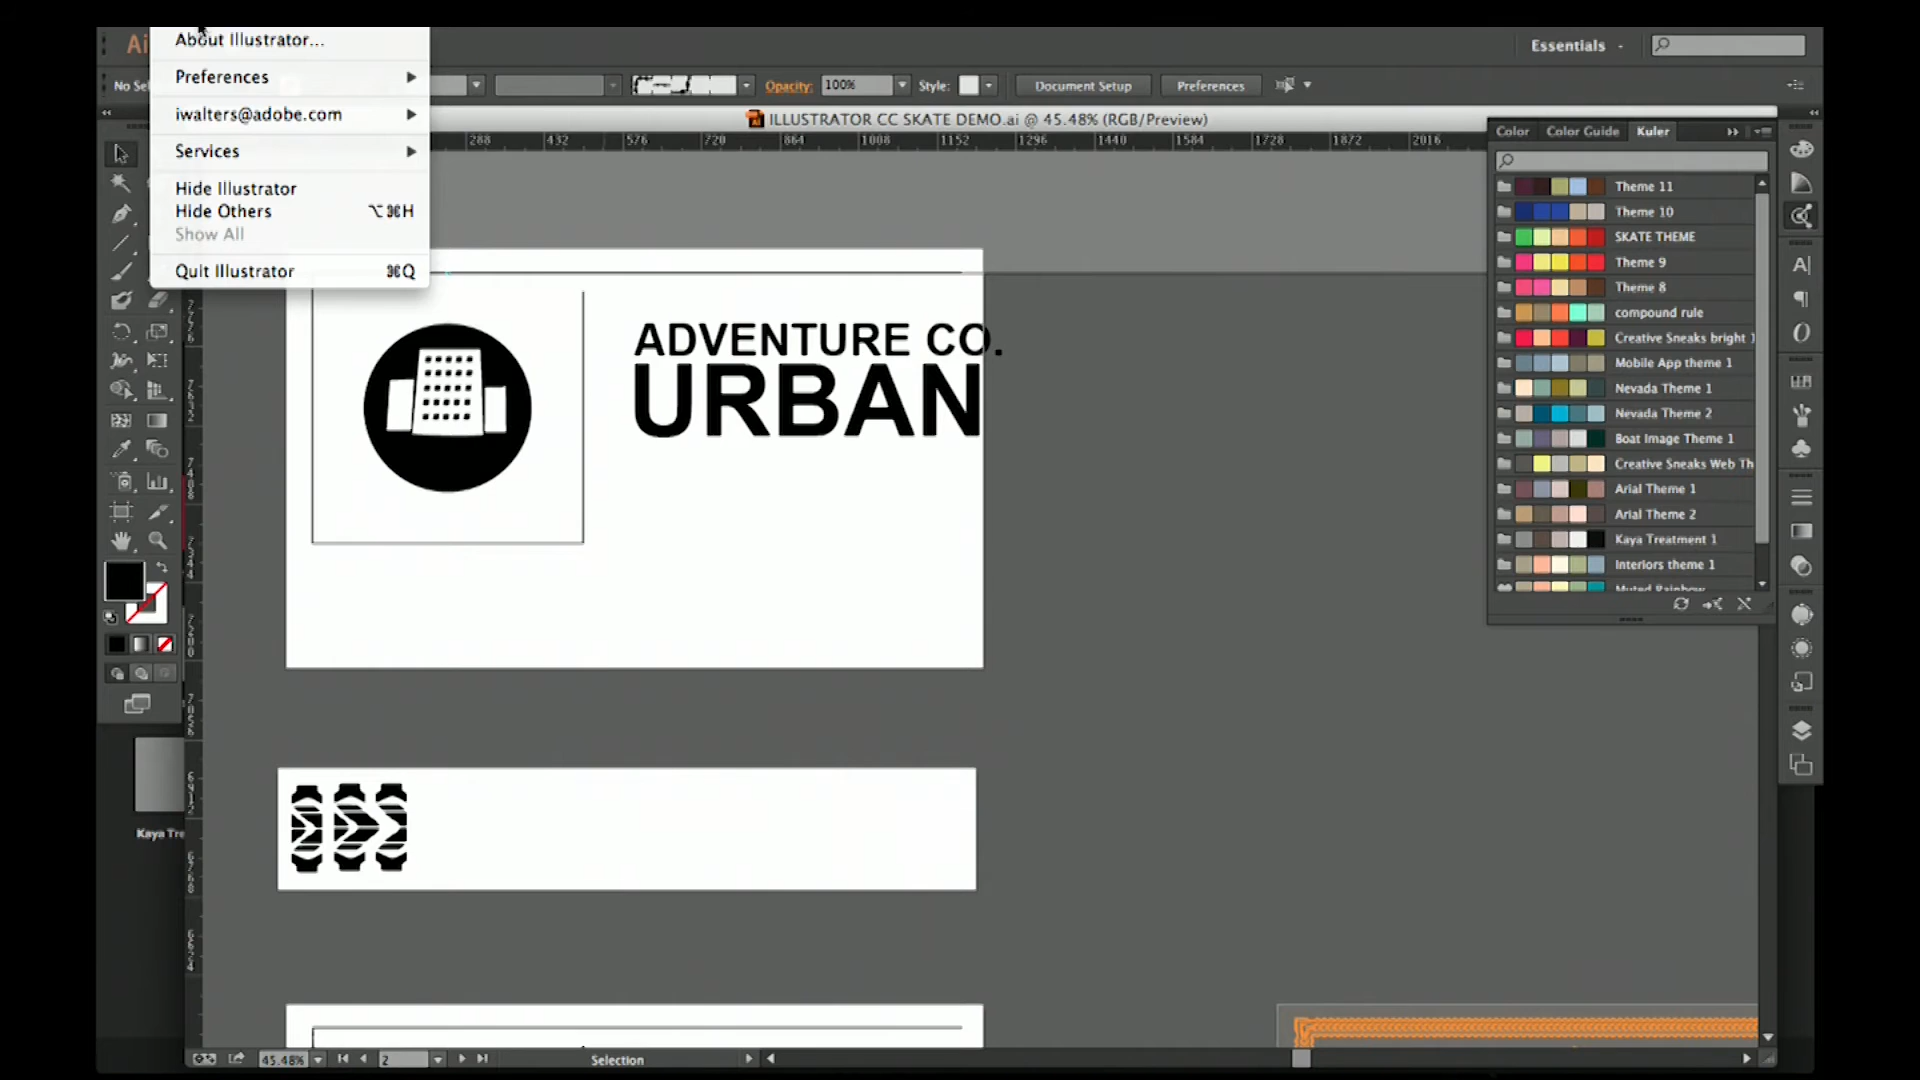 Ai
About Illustrator...
Essentials
Preferences
No Sel
Opacity: 100%
Style:
Document Setup
Preferences
iwalters@adobe.com
ILLUSTRATOR CC SKATE DEMO.ai @ 45.48% (RGB/Preview)
288 432 576 720 864 1008 1152 1296 1440 1584 1728 1872 2016
Services
Hide Illustrator
Hide Others ⌥⌘H
Show All
Quit Illustrator ⌘Q
Color
Color Guide
Kuler
Theme 11
Theme 10
SKATE THEME
Theme 9
Theme 8
compound rule
Creative Sneaks bright 1
Mobile App theme 1
Nevada Theme 1
Nevada Theme 2
Boat Image Theme 1
Creative Sneaks Web Th
Arial Theme 1
Arial Theme 2
Kaya Treatment 1
Interiors theme 1
Muted Rainbow
ADVENTURE CO.
URBAN
Kaya Tre
45.48%
2
Selection